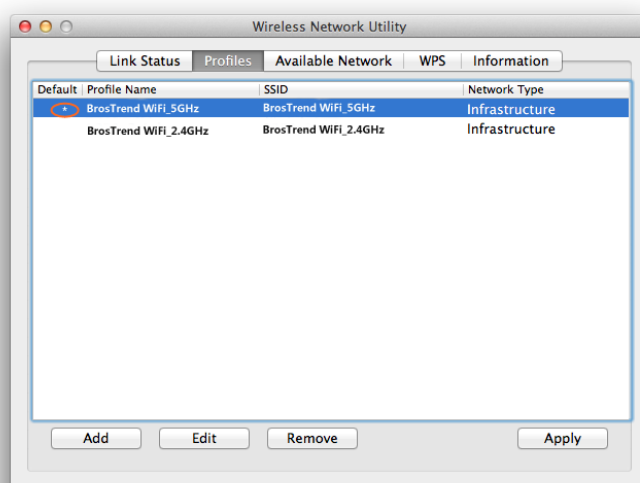 Wireless Network Utility
Link Status Profiles Available Network WPS Information
Default Profile Name SSID Network Type
* BrosTrend WiFi_5GHz BrosTrend WiFi_5GHz Infrastructure
BrosTrend WiFi_2.4GHz BrosTrend WiFi_2.4GHz Infrastructure
Add Edit Remove Apply